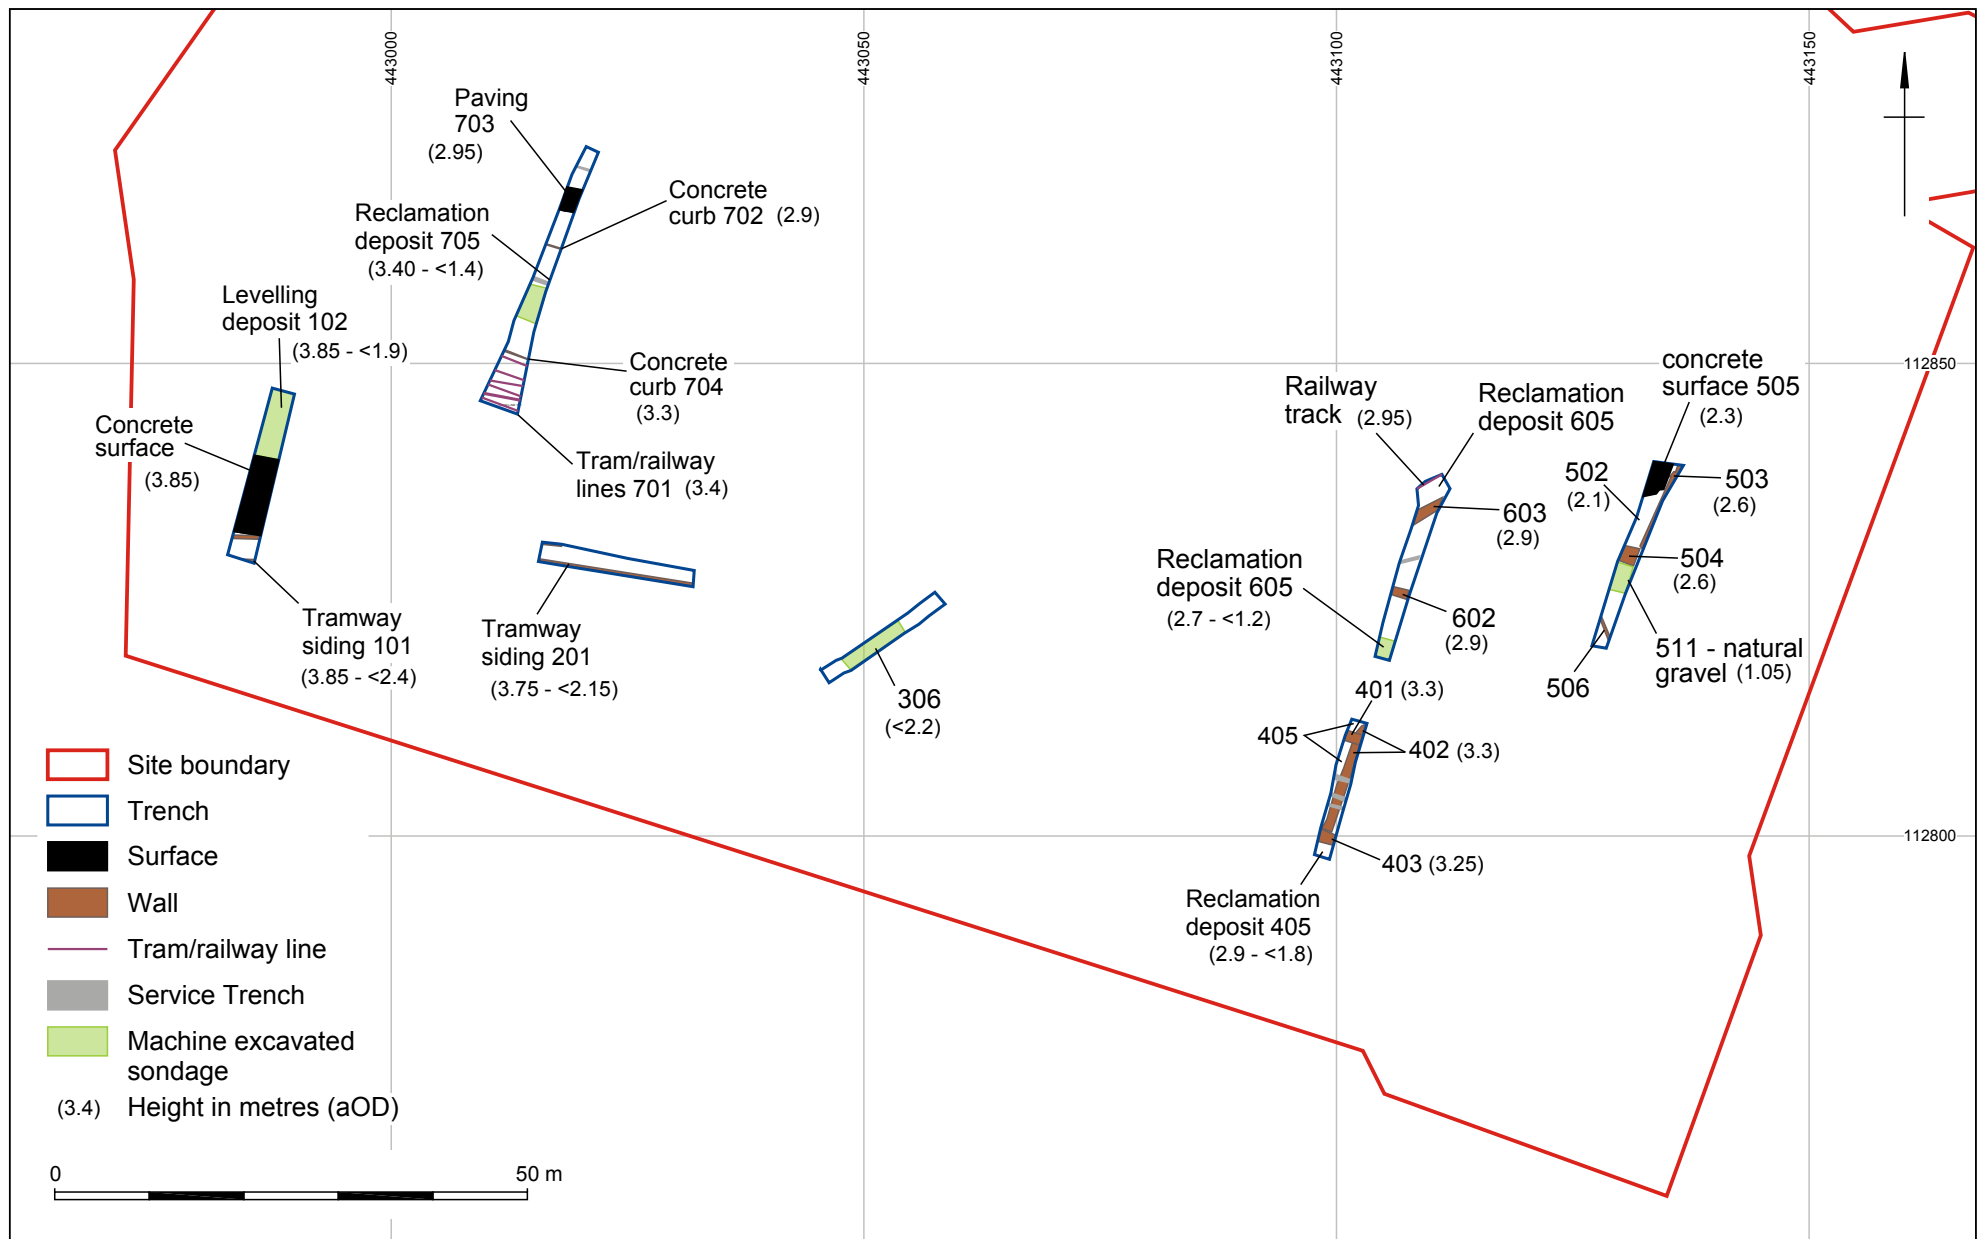 443000
443050
443100
443150
Paving
703
(2.95)
Concrete
curb 702 (2.9)
Reclamation
deposit 705
(3.40 - <1.4)
Levelling
deposit 102
(3.85 - <1.9)
Concrete
curb 704
(3.3)
112850
concrete
surface 505
(2.3)
Railway
track (2.95)
Reclamation
deposit 605
Concrete
surface
(3.85)
Tram/railway
lines 701 (3.4)
502
(2.1)
503
(2.6)
603
(2.9)
504
(2.6)
Reclamation
deposit 605
(2.7 - <1.2)
602
(2.9)
Tramway
siding 101
(3.85 - <2.4)
Tramway
siding 201
(3.75 - <2.15)
511 - natural
gravel (1.05)
506
306
(<2.2)
401 (3.3)
405
402 (3.3)
112800
403 (3.25)
Reclamation
deposit 405
(2.9 - <1.8)
Site boundary
Trench
Surface
Wall
Tram/railway line
Service Trench
Machine excavated
sondage
(3.4) Height in metres (aOD)
0 50 m